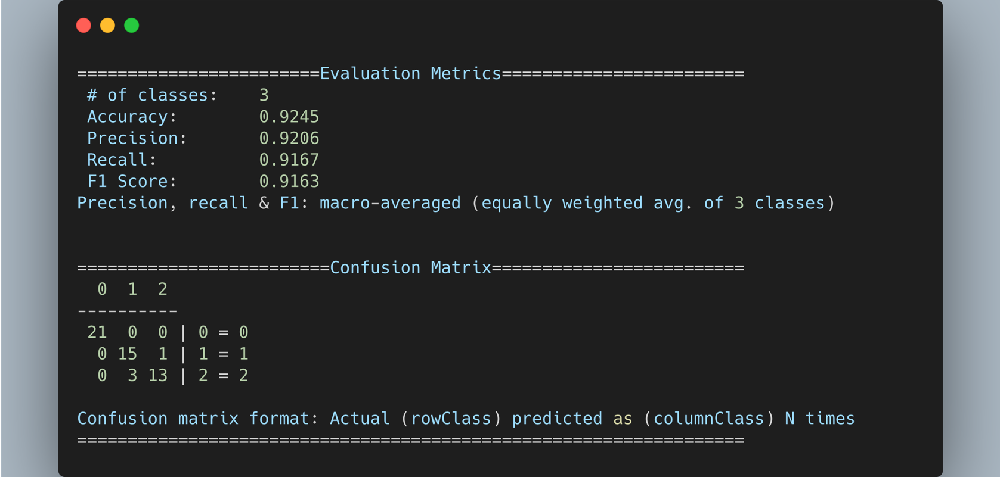 ========================Evaluation Metrics========================
 # of classes:    3
 Accuracy:        0.9245
 Precision:       0.9206
 Recall:          0.9167
 F1 Score:        0.9163
Precision, recall & F1: macro-averaged (equally weighted avg. of 3 classes)
=========================Confusion Matrix=========================
  0  1  2
----------
 21  0  0 | 0 = 0
  0 15  1 | 1 = 1
  0  3 13 | 2 = 2
Confusion matrix format: Actual (rowClass) predicted as (columnClass) N times
==================================================================